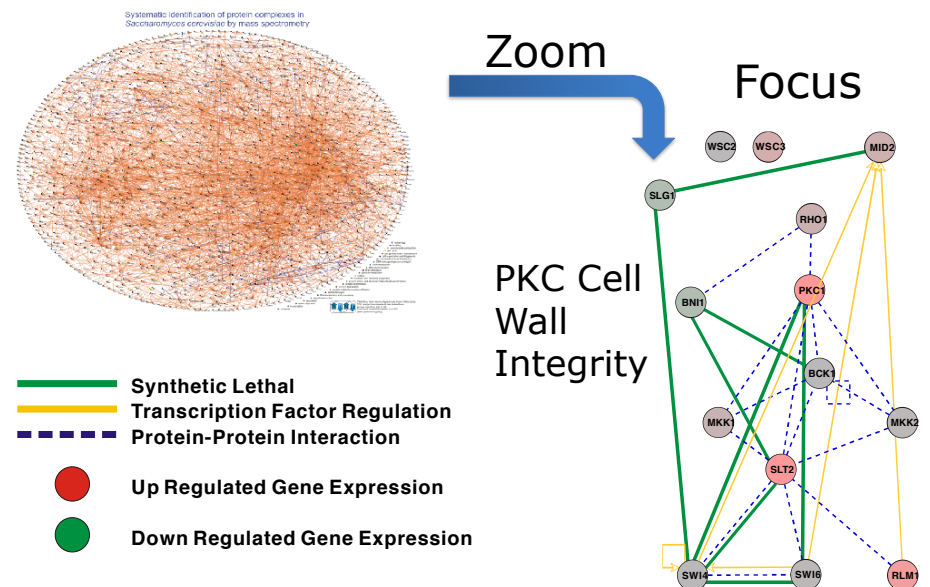 Systematic identification of protein complexes in
Saccharomyces cerevisiae by mass spectrometry
Zoom
Focus
WSC2
WSC3
MID2
SLG1
RHO1
PKC Cell
Wall
Integrity
PKC1
BNI1
BCK1
MKK1
MKK2
SLT2
SWI4
SWI6
RLM1
Synthetic Lethal
Transcription Factor Regulation
Protein-Protein Interaction
Up Regulated Gene Expression
Down Regulated Gene Expression